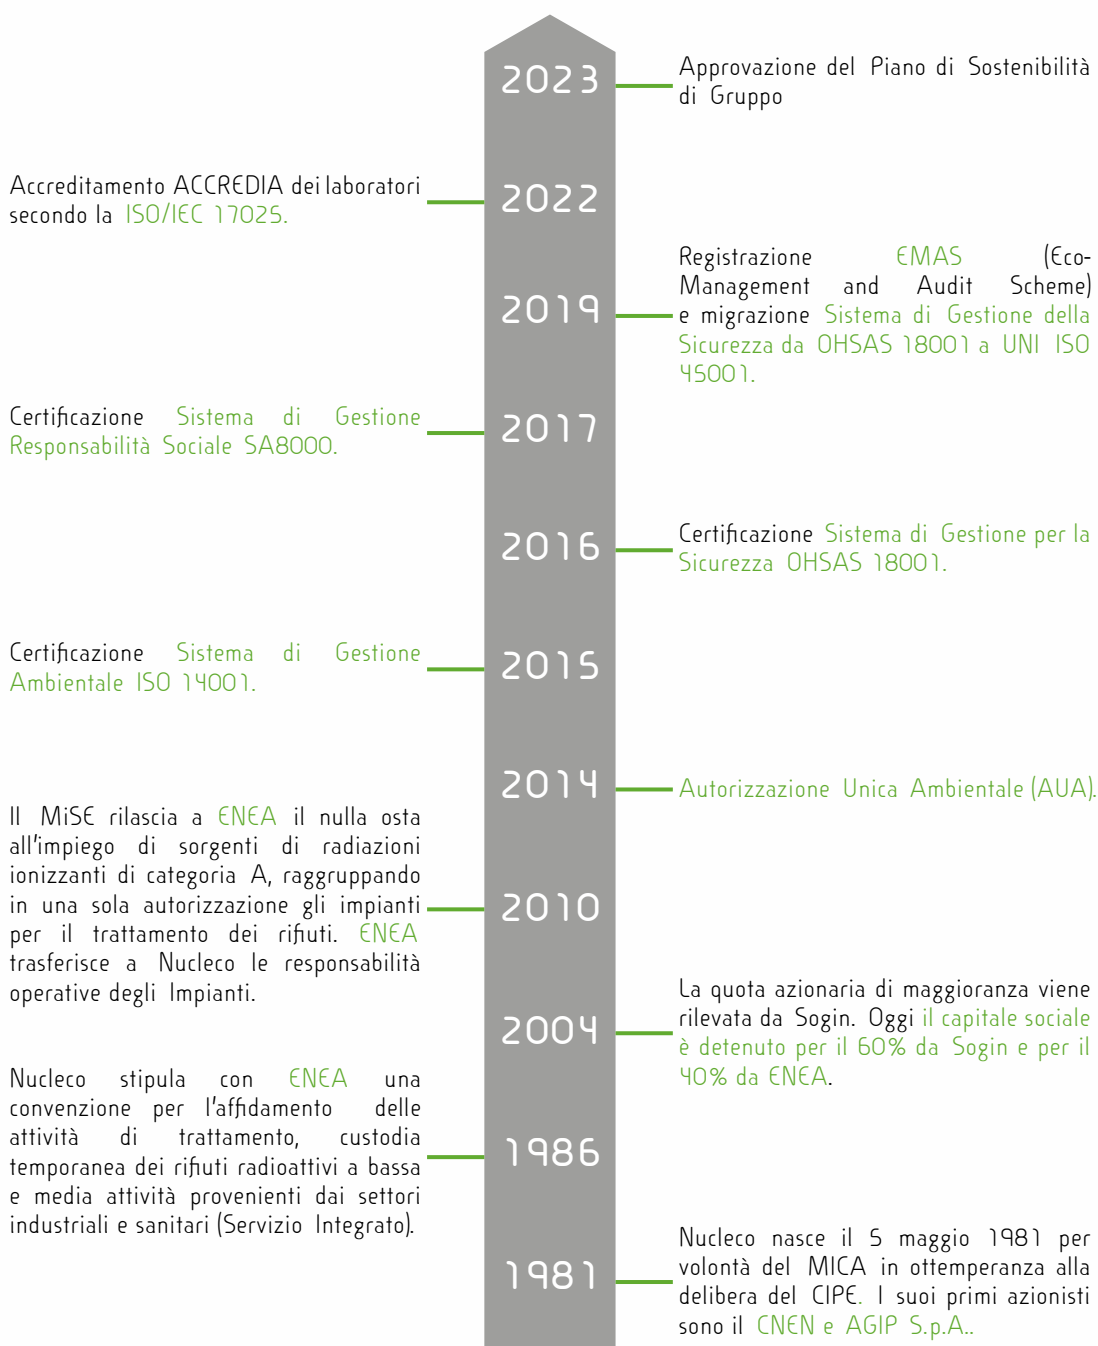 2023
Approvazione del Piano di Sostenibilità
di Gruppo
Accreditamento ACCREDIA dei laboratori
secondo la ISO/IEC 17025.
2022
Registrazione EMAS (Eco-
Management and Audit Scheme)
e migrazione Sistema di Gestione della
Sicurezza da OHSAS 18001 a UNI ISO
45001.
2019
Certificazione Sistema di Gestione
Responsabilità Sociale SA8000.
2017
Certificazione Sistema di Gestione per la
Sicurezza OHSAS 18001.
2016
Certificazione Sistema di Gestione
Ambientale ISO 14001.
2015
2014
Autorizzazione Unica Ambientale (AUA).
Il MiSE rilascia a ENEA il nulla osta
all'impiego di sorgenti di radiazioni
ionizzanti di categoria A, raggruppando
in una sola autorizzazione gli impianti
per il trattamento dei rifiuti. ENEA
trasferisce a Nucleco le responsabilità
operative degli Impianti.
2010
La quota azionaria di maggioranza viene
rilevata da Sogin. Oggi il capitale sociale
è detenuto per il 60% da Sogin e per il
40% da ENEA.
2004
Nucleco stipula con ENEA una
convenzione per l'affidamento delle
attività di trattamento, custodia
temporanea dei rifiuti radioattivi a bassa
e media attività provenienti dai settori
industriali e sanitari (Servizio Integrato).
1986
Nucleco nasce il 5 maggio 1981 per
volontà del MICA in ottemperanza alla
delibera del CIPE. I suoi primi azionisti
sono il CNEN e AGIP S.p.A..
1981